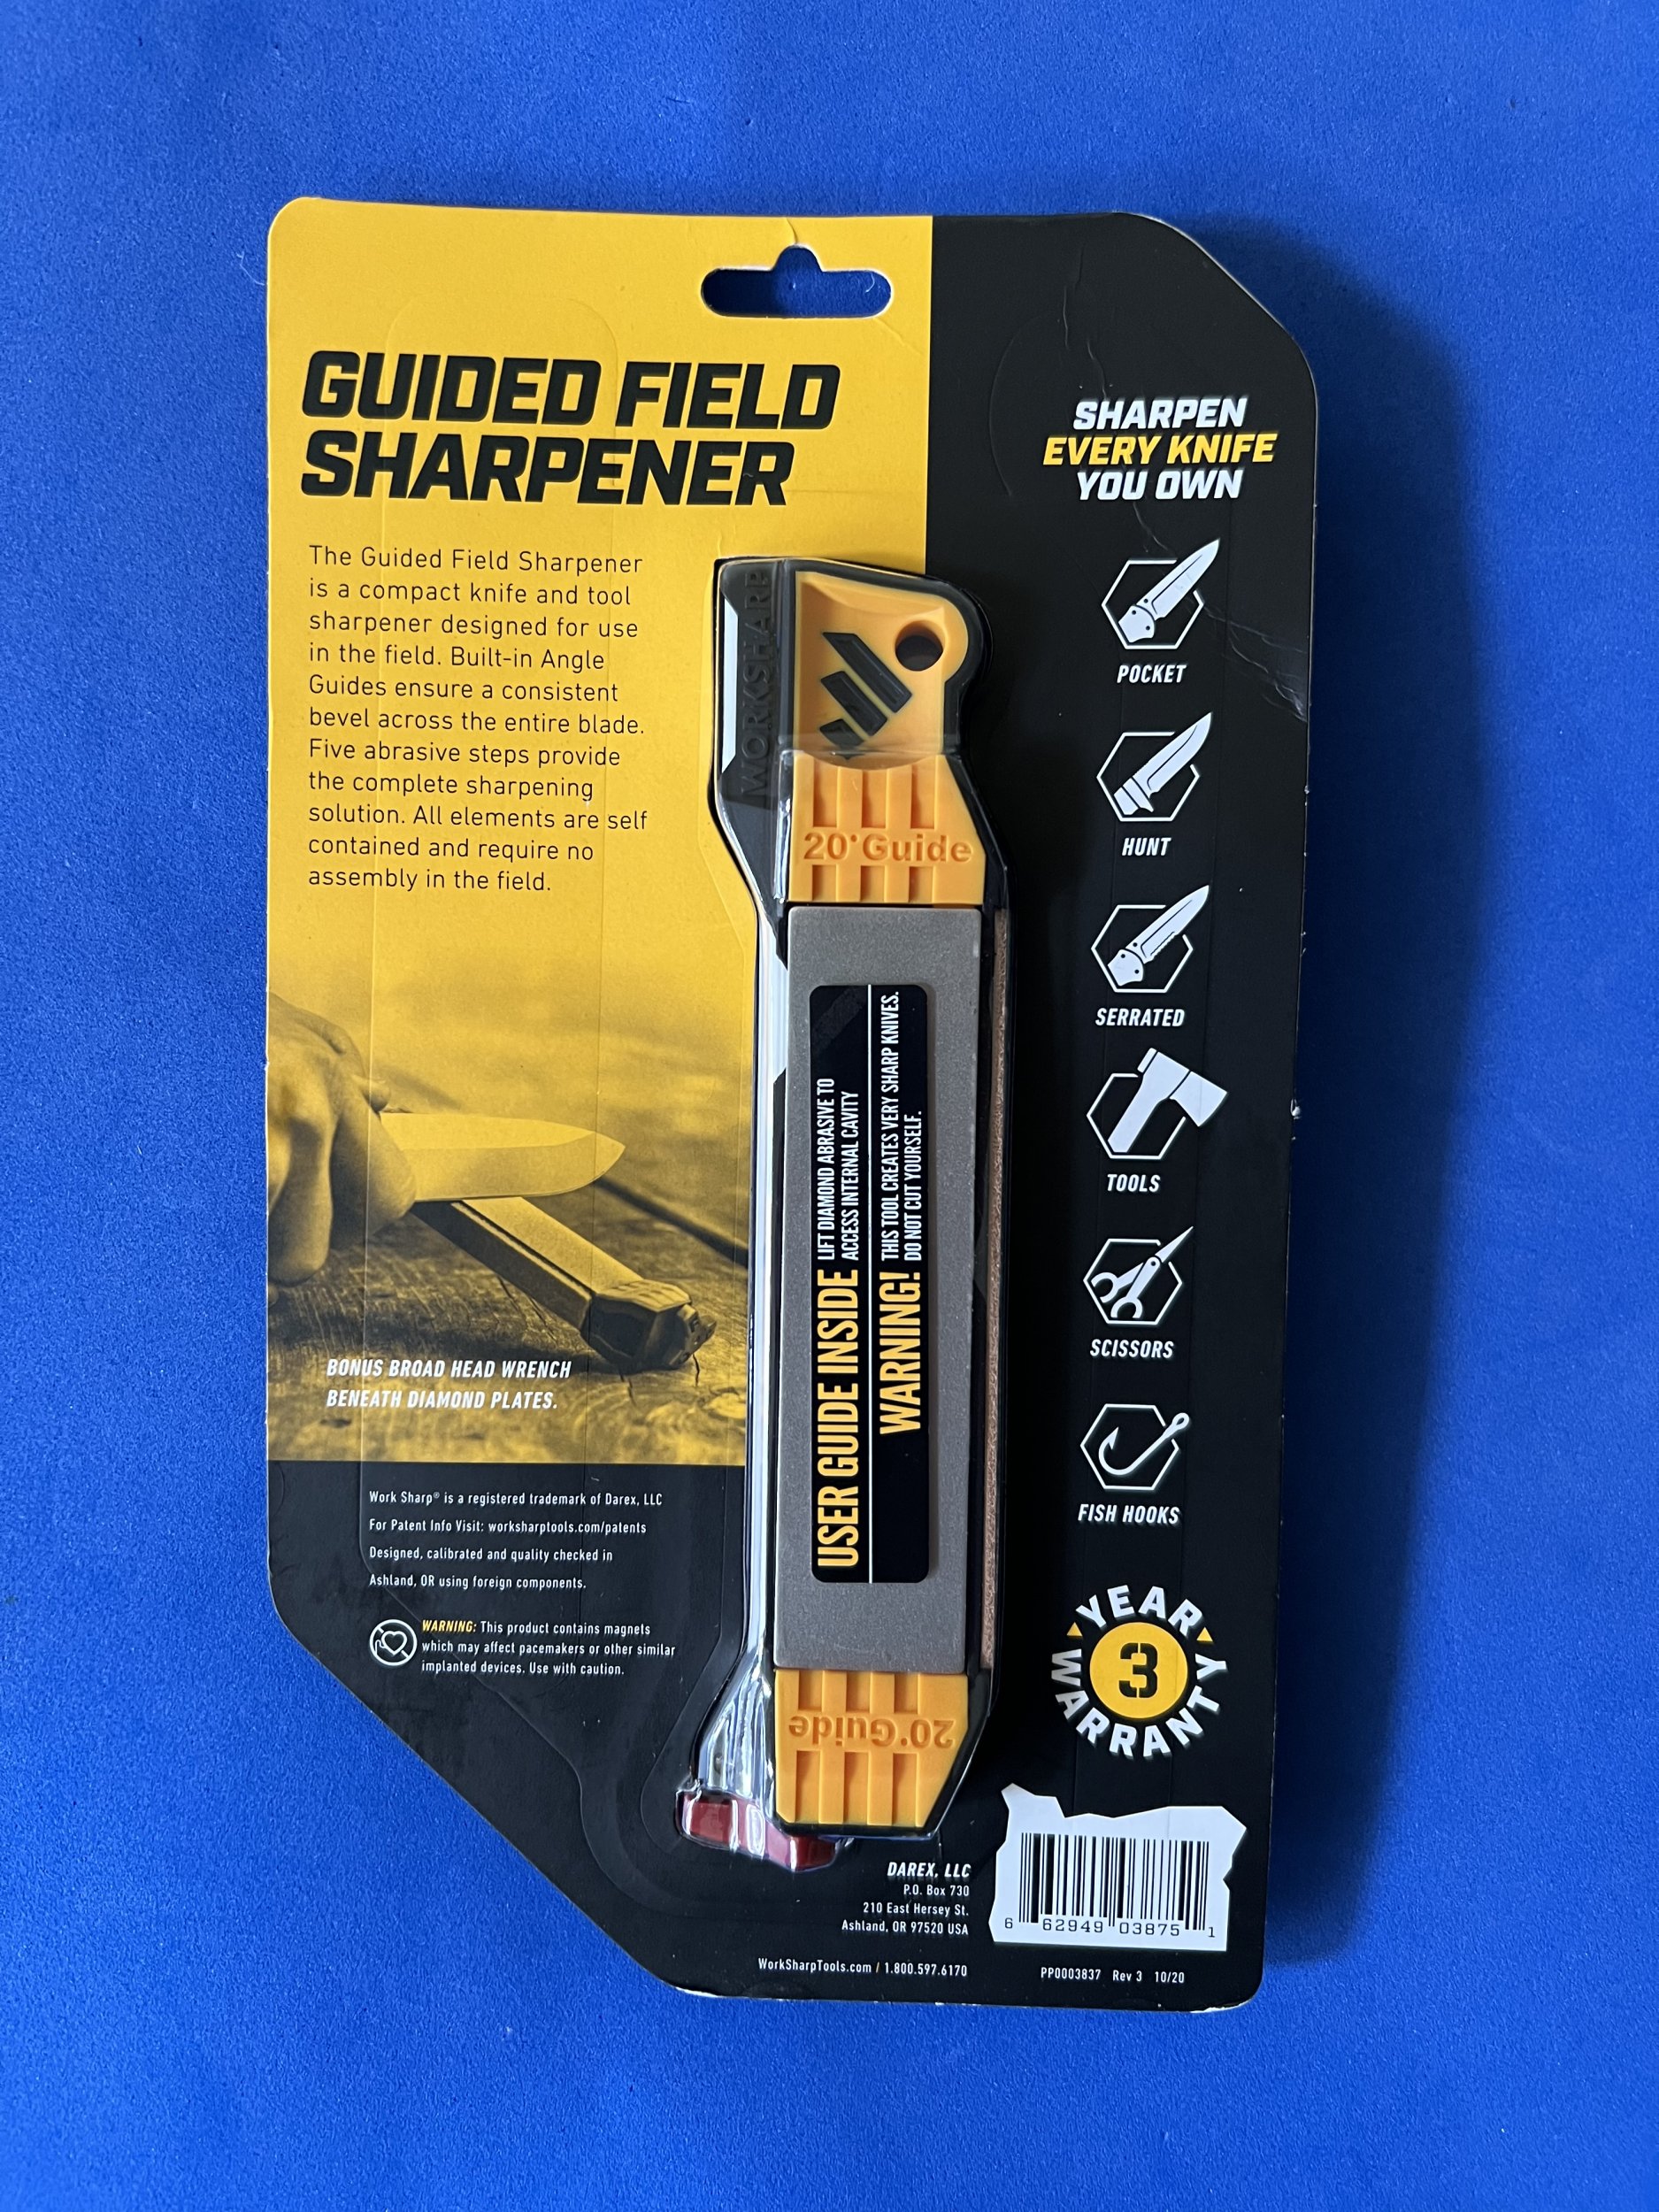 GUIDED FIELD
SHARPENER
The Guided Field Sharpener
is a compact knife and tool
sharpener designed for use
in the field. Built-in Angle
Guides ensure a consistent
bevel across the entire blade.
Five abrasive steps provide
the complete sharpening
solution. All elements are self
contained and require no
assembly in the field.
BONUS BROAD HEAD WRENCH
BENEATH DIAMOND PLATES.
Work Sharp® is a registered trademark of Darex, LLC
For Patent Info Visit: worksharptools.com/patents
Designed, calibrated and quality checked in
Ashland, OR using foreign components.
WARNING: This product contains magnets
which may affect pacemakers or other similar
implanted devices. Use with caution.
WORKSHARP
20°Guide
USER GUIDE INSIDE
LIFT DIAMOND ABRASIVE TO
ACCESS INTERNAL CAVITY
WARNING!
THIS TOOL CREATES VERY SHARP KNIVES.
DO NOT CUT YOURSELF.
20°Guide
SHARPEN
EVERY KNIFE
YOU OWN
POCKET
HUNT
SERRATED
TOOLS
SCISSORS
FISH HOOKS
YEAR
3
WARRANTY
DAREX, LLC
P.O. Box 730
210 East Hersey St.
Ashland, OR 97520 USA
WorkSharpTools.com / 1.800.597.6170
6 62949 03875 1
PP0003837 Rev 3 10/20